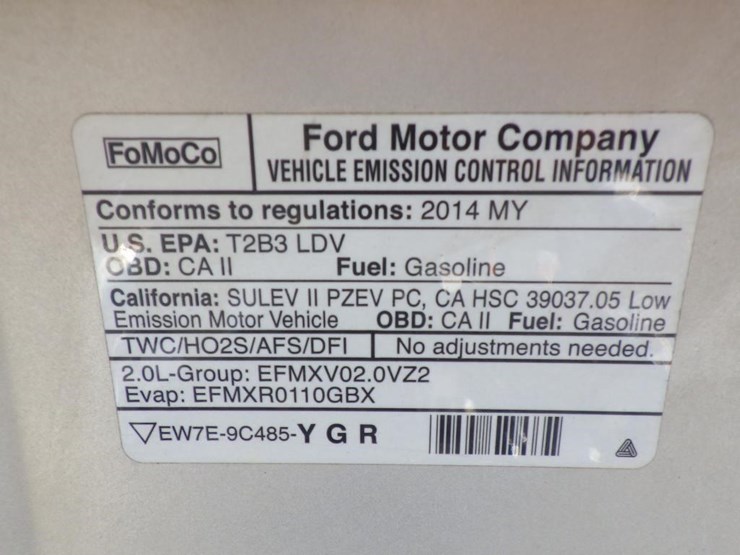 FoMoCo
Ford Motor Company
VEHICLE EMISSION CONTROL INFORMATION
Conforms to regulations: 2014 MY
U.S. EPA: T2B3 LDV
OBD: CA II Fuel: Gasoline
California: SULEV II PZEV PC, CA HSC 39037.05 Low
Emission Motor Vehicle OBD: CA II Fuel: Gasoline
TWC/HO2S/AFS/DFI No adjustments needed.
2.0L-Group: EFMXV02.0VZ2
Evap: EFMXR0110GBX
EW7E-9C485-Y G R